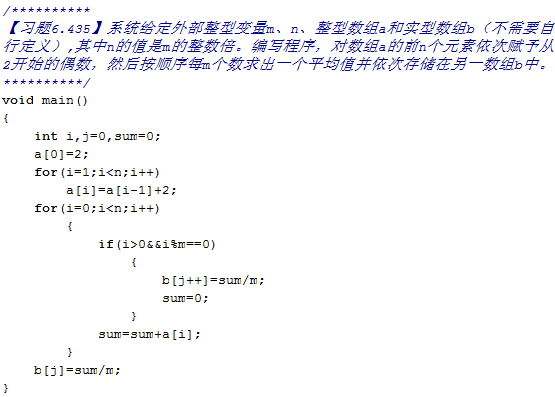 /**********
【习题6.435】系统给定外部整型变量m、n、整型数组a和实型数组b（不需要自
行定义）,其中n的值是m的整数倍。编写程序，对数组a的前n个元素依次赋予从
2开始的偶数，然后按顺序每m个数求出一个平均值并依次存储在另一数组b中。
**********/
void main()
{
    int i,j=0,sum=0;
    a[0]=2;
    for(i=1;i<n;i++)
        a[i]=a[i-1]+2;
    for(i=0;i<n;i++)
        {
            if(i>0&&i%m==0)
                {
                    b[j++]=sum/m;
                    sum=0;
                }
            sum=sum+a[i];
        }
    b[j]=sum/m;
}